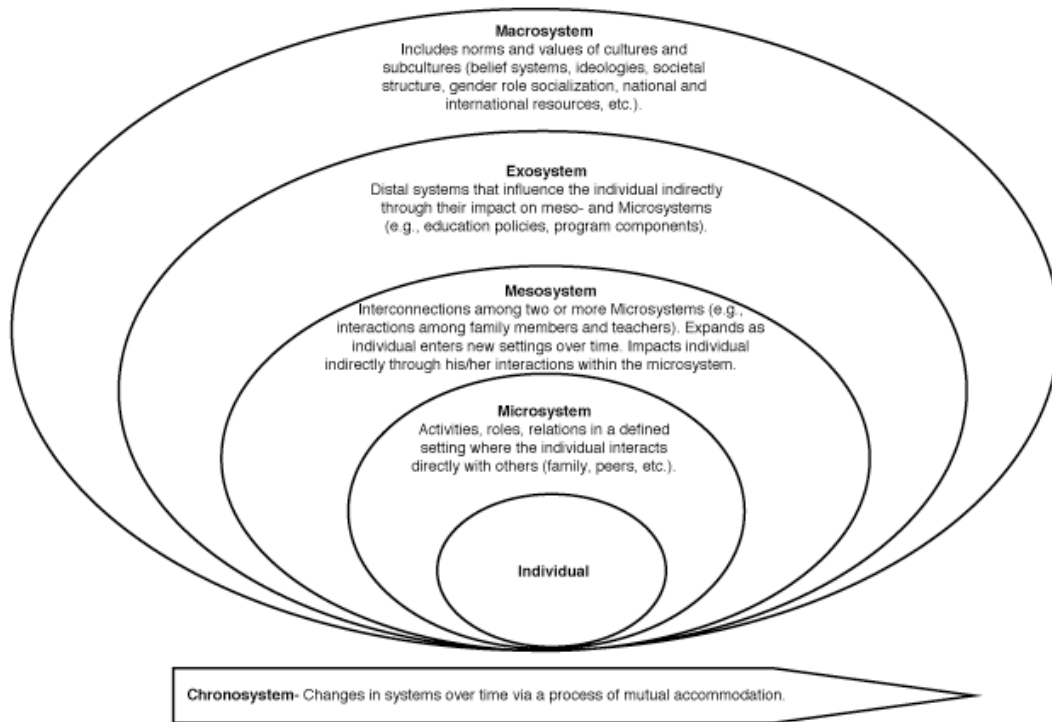 Macrosystem
Includes norms and values of cultures and
subcultures (belief systems, ideologies, societal
structure, gender role socialization, national and
international resources, etc.).
Exosystem
Distal systems that influence the individual indirectly
through their impact on meso- and Microsystems
(e.g., education policies, program components).
Mesosystem
Interconnections among two or more Microsystems (e.g.,
interactions among family members and teachers). Expands as
individual enters new settings over time. Impacts individual
indirectly through his/her interactions within the microsystem.
Microsystem
Activities, roles, relations in a defined
setting where the individual interacts
directly with others (family, peers, etc.).
Individual
Chronosystem- Changes in systems over time via a process of mutual accommodation.